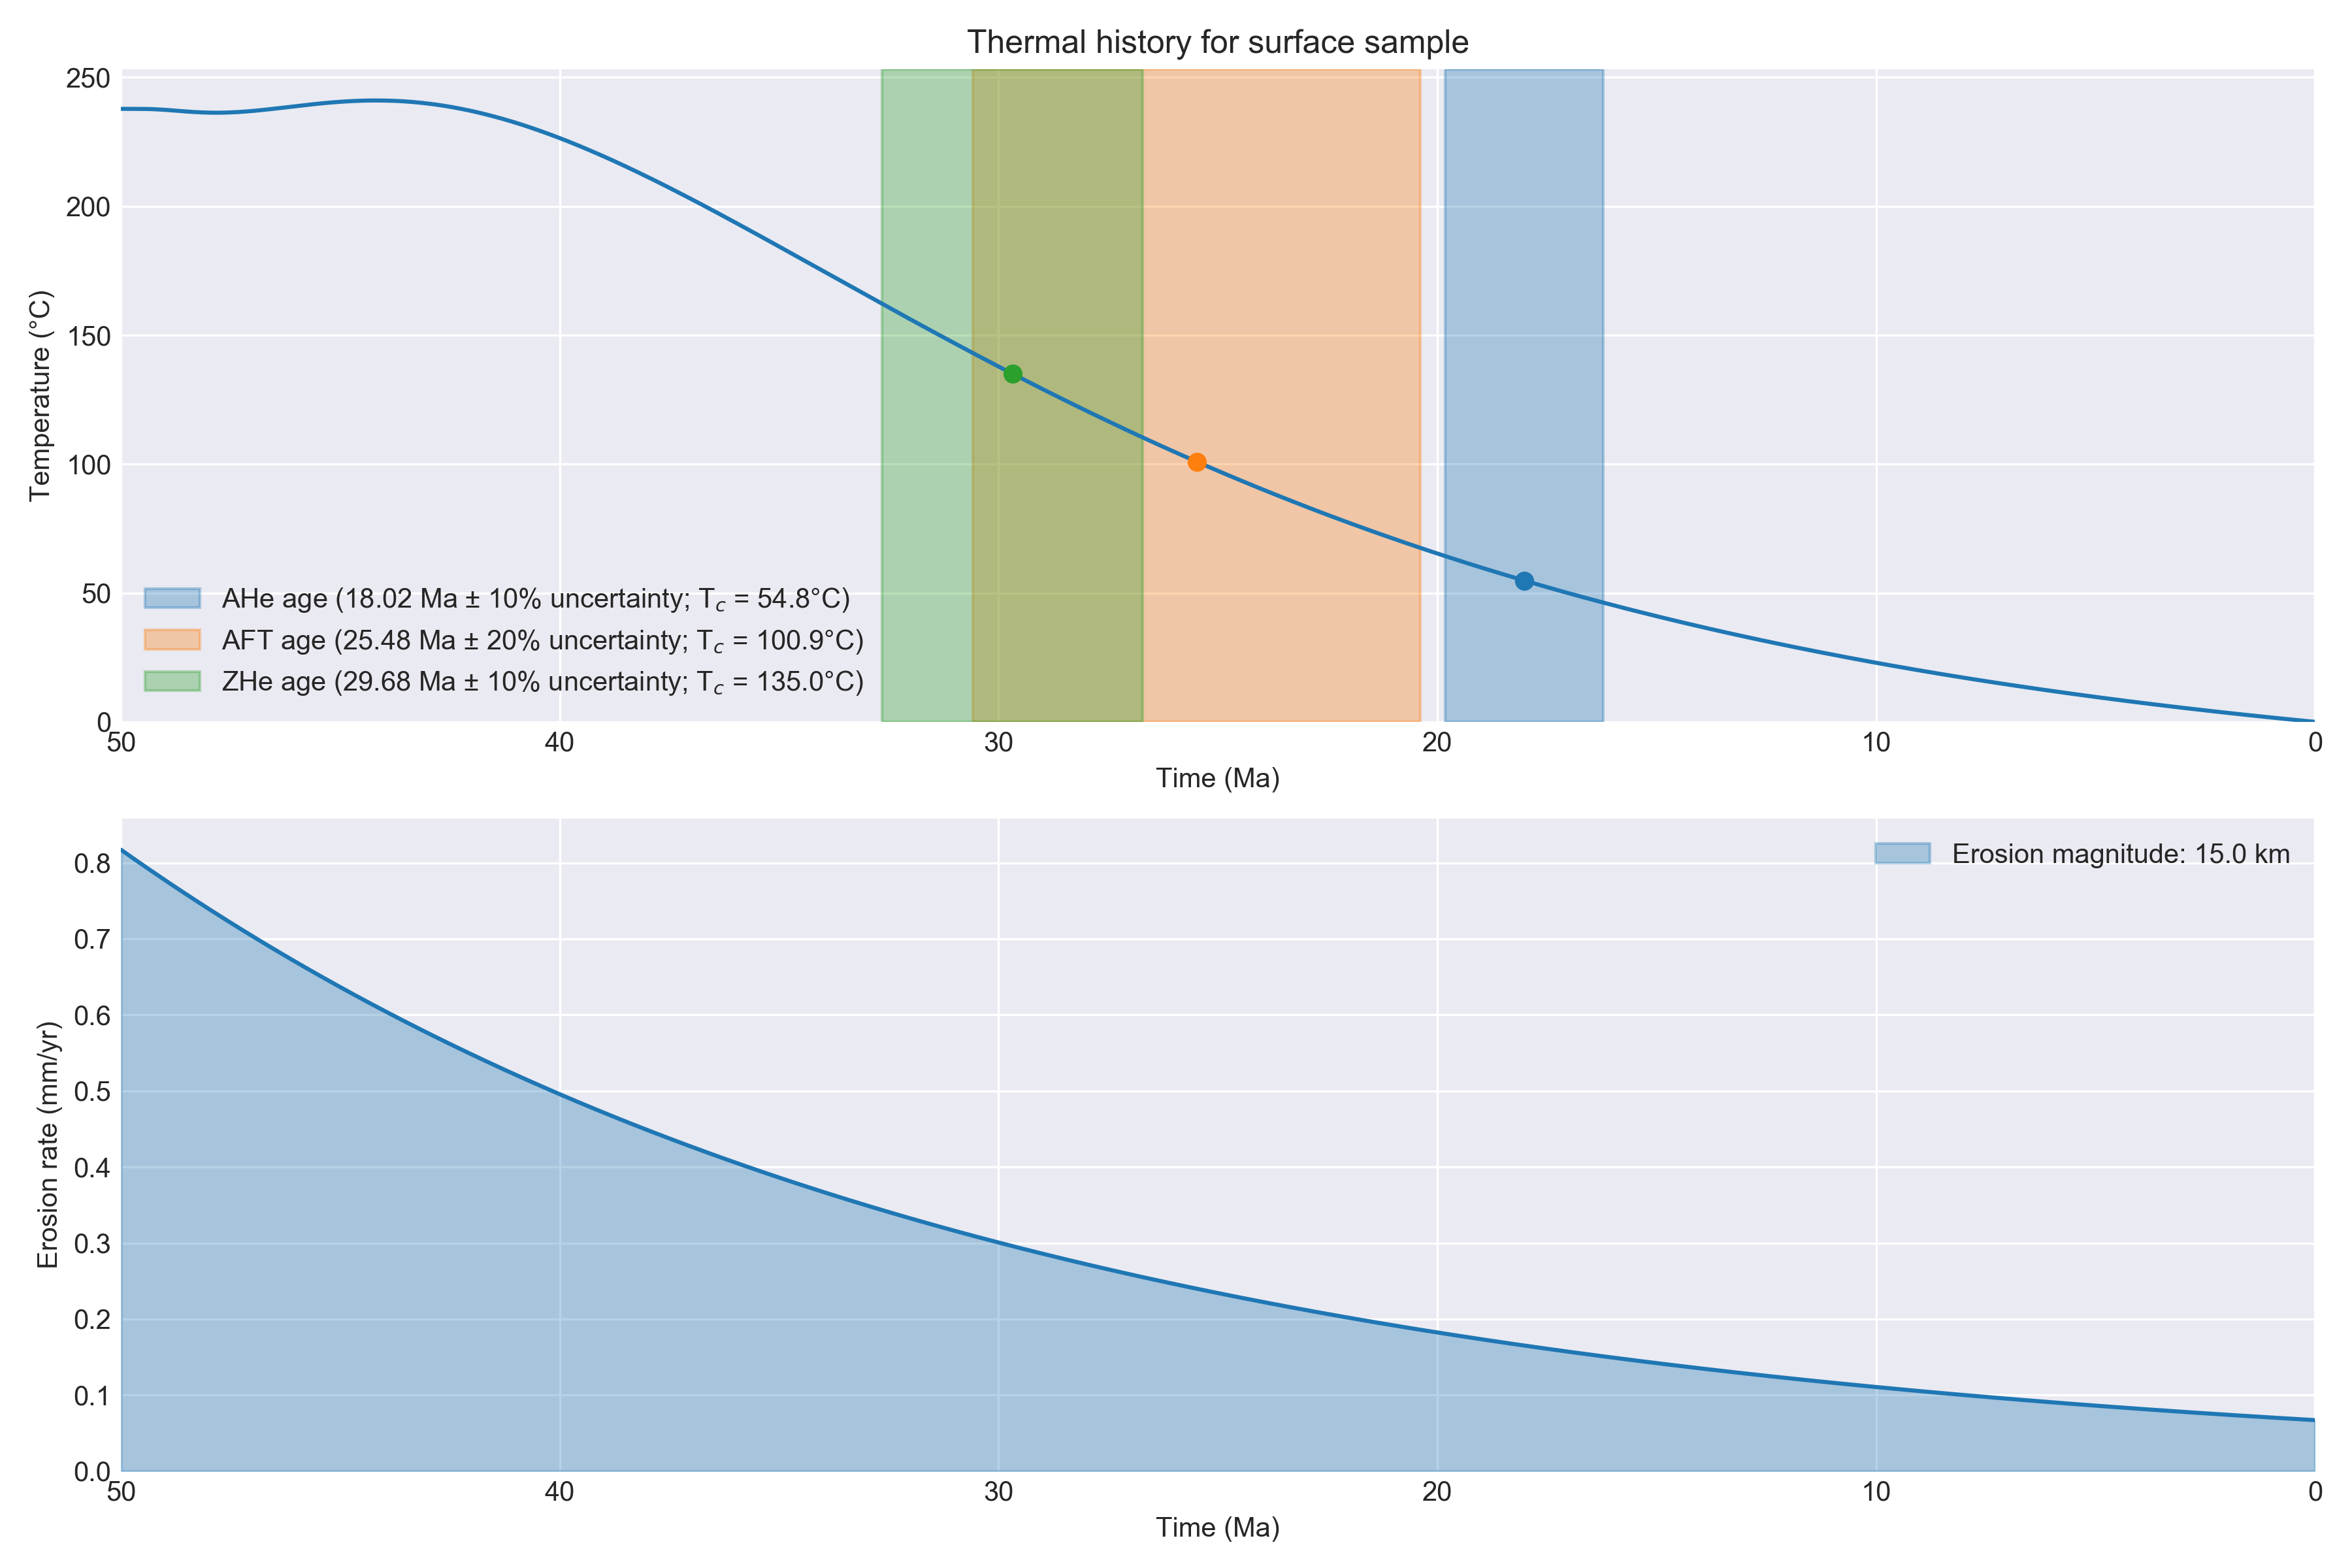 Thermal history for surface sample
250
200
150
100
50
0
Temperature (°C)
AHe age (18.02 Ma ± 10% uncertainty; Tc = 54.8°C)
AFT age (25.48 Ma ± 20% uncertainty; Tc = 100.9°C)
ZHe age (29.68 Ma ± 10% uncertainty; Tc = 135.0°C)
50 40 30 20 10 0
Time (Ma)
Erosion magnitude: 15.0 km
0.8
0.7
0.6
0.5
0.4
0.3
0.2
0.1
0.0
Erosion rate (mm/yr)
50 40 30 20 10 0
Time (Ma)